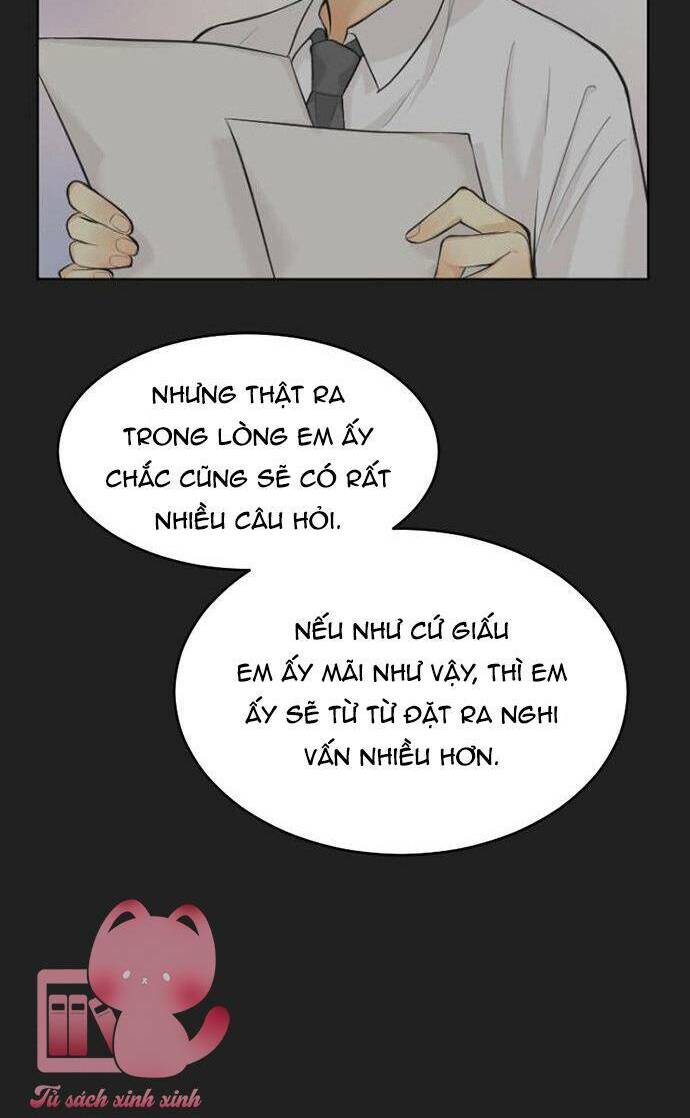 NHƯNG THẬT RA
TRONG LÒNG EM ẤY
CHẮC CŨNG SẼ CÓ RẤT
NHIỀU CÂU HỎI.
NẾU NHƯ CỨ GIẤU
EM ẤY MÃI NHƯ VẬY, THÌ EM
ẤY SẼ TỪ TỪ ĐẶT RA NGHI
VẤN NHIỀU HƠN.
Tủ sách xinh xinh